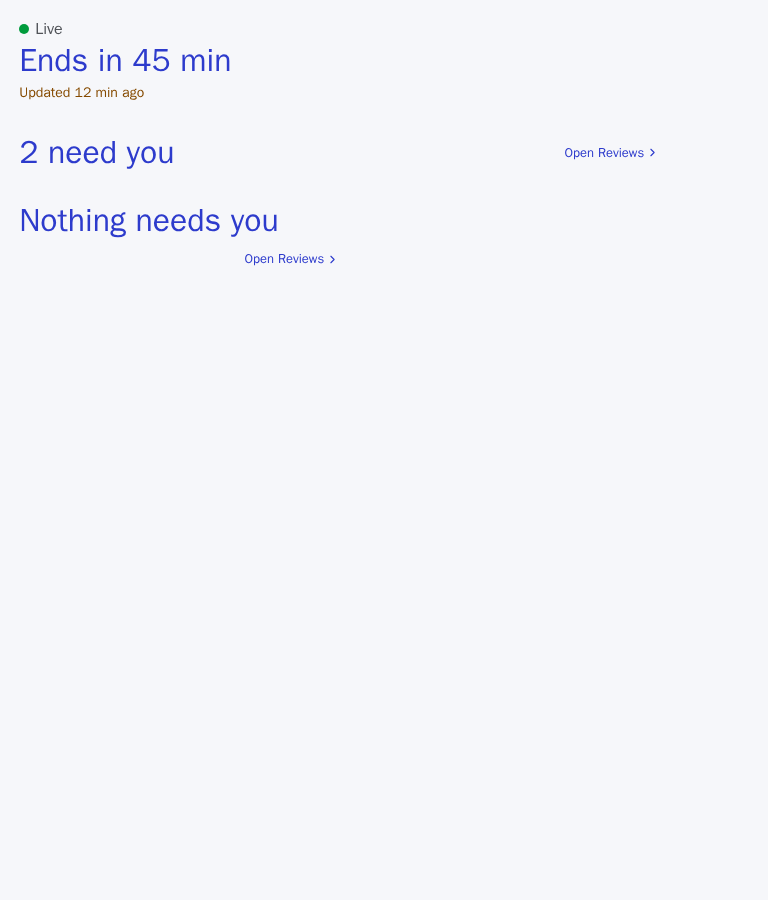 Live
Ends in 45 min
Updated 12 min ago
2 need you
Open Reviews
Nothing needs you
Open Reviews